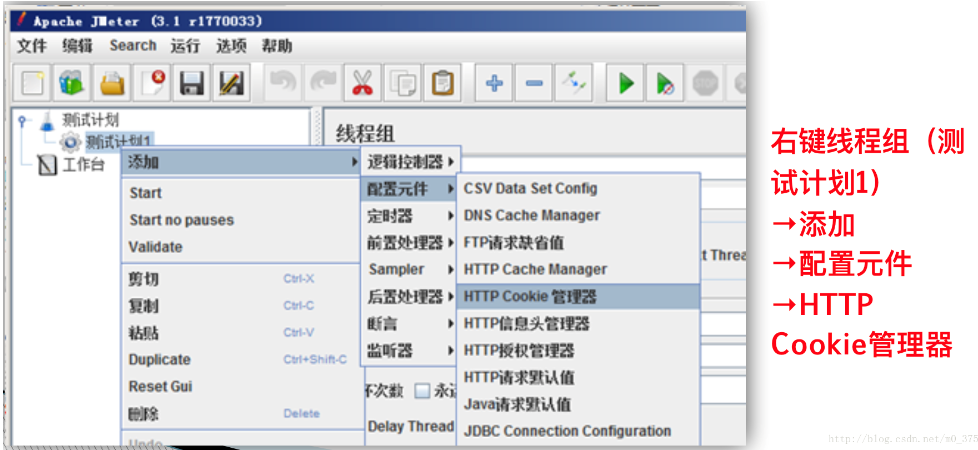 Apache JMeter (3.1 r1770033)
文件 编辑 Search 运行 选项 帮助
测试计划
测试计划1
工作台
线程组
添加
Start
Start no pauses
Validate
剪切 Ctrl-X
复制 Ctrl-C
粘贴 Ctrl-V
Duplicate Ctrl+Shift-C
Reset Gui
删除 Delete
Undo
逻辑控制器
配置元件
定时器
前置处理器
Sampler
后置处理器
断言
监听器
CSV Data Set Config
DNS Cache Manager
FTP请求缺省值
HTTP Cache Manager
HTTP Cookie 管理器
HTTP信息头管理器
HTTP授权管理器
HTTP请求默认值
Java请求默认值
JDBC Connection Configuration
t Threa
环次数 永远
Delay Thread
右键线程组（测
试计划1）
→添加
→配置元件
→HTTP
Cookie管理器
http://blog.csdn.net/m0_375